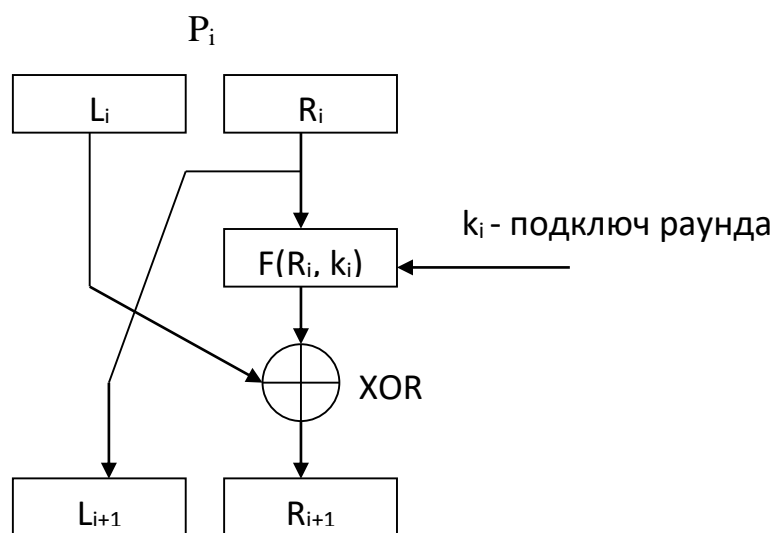 Pᵢ
Lᵢ
Rᵢ
kᵢ - подключ раунда
F(Rᵢ, kᵢ)
XOR
Lᵢ₊₁
Rᵢ₊₁